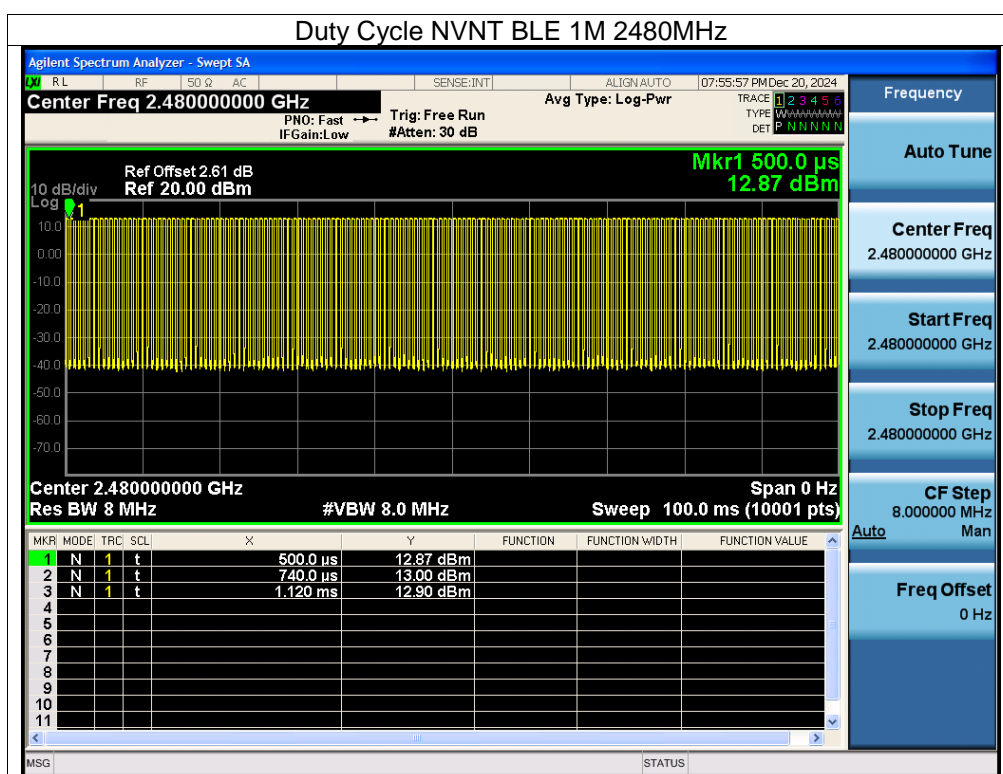 Duty Cycle NVNT BLE 1M 2480MHz
Agilent Spectrum Analyzer - Swept SA
LXI RL RF 50 Ω AC SENSE:INT ALIGN AUTO 07:55:57 PM Dec 20, 2024
Center Freq 2.480000000 GHz
PNO: Fast
IFGain:Low
Trig: Free Run
#Atten: 30 dB
Avg Type: Log-Pwr
TRACE 1 2 3 4 5 6
TYPE
DET P N N N N N
Ref Offset 2.61 dB
Ref 20.00 dBm
10 dB/div
Log
Mkr1 500.0 µs
12.87 dBm
1
10.0
0.00
-10.0
-20.0
-30.0
-40.0
-50.0
-60.0
-70.0
Center 2.480000000 GHz Span 0 Hz
Res BW 8 MHz #VBW 8.0 MHz Sweep 100.0 ms (10001 pts)
MKR MODE TRC SCL X Y FUNCTION FUNCTION WIDTH FUNCTION VALUE
1 N 1 t 500.0 µs 12.87 dBm
2 N 1 t 740.0 µs 13.00 dBm
3 N 1 t 1.120 ms 12.90 dBm
4
5
6
7
8
9
10
11
MSG STATUS
Frequency
Auto Tune
Center Freq
2.480000000 GHz
Start Freq
2.480000000 GHz
Stop Freq
2.480000000 GHz
CF Step
8.000000 MHz
Auto Man
Freq Offset
0 Hz